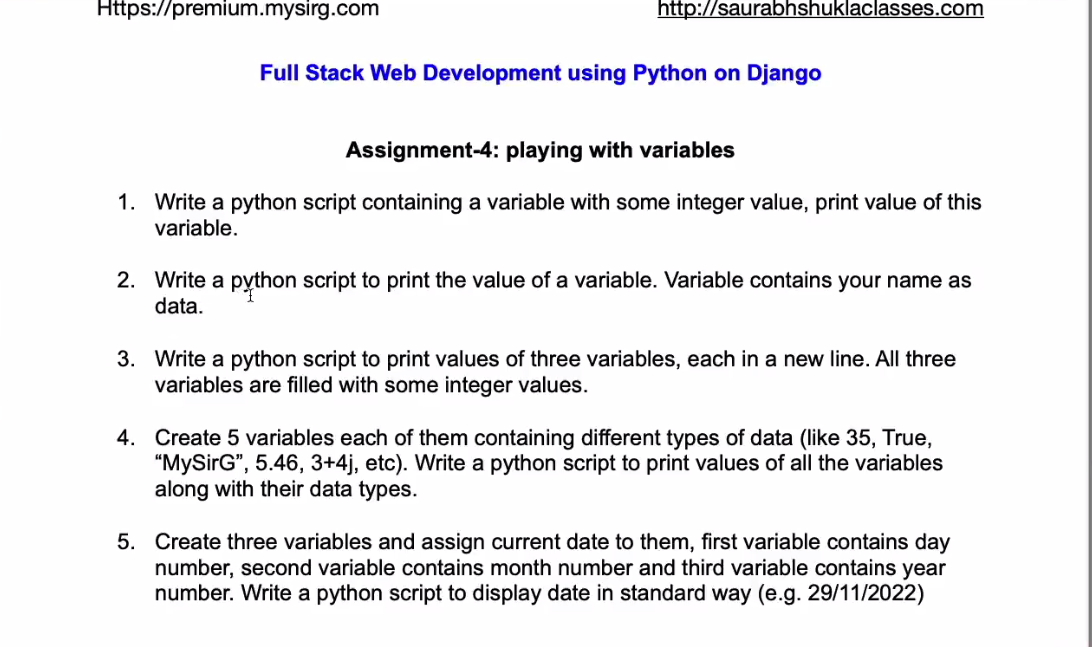 Https://premium.mysirg.com http://saurabhshuklaclasses.com
Full Stack Web Development using Python on Django
Assignment-4: playing with variables
1. Write a python script containing a variable with some integer value, print value of this
variable.
2. Write a python script to print the value of a variable. Variable contains your name as
data.
3. Write a python script to print values of three variables, each in a new line. All three
variables are filled with some integer values.
4. Create 5 variables each of them containing different types of data (like 35, True,
“MySirG”, 5.46, 3+4j, etc). Write a python script to print values of all the variables
along with their data types.
5. Create three variables and assign current date to them, first variable contains day
number, second variable contains month number and third variable contains year
number. Write a python script to display date in standard way (e.g. 29/11/2022)